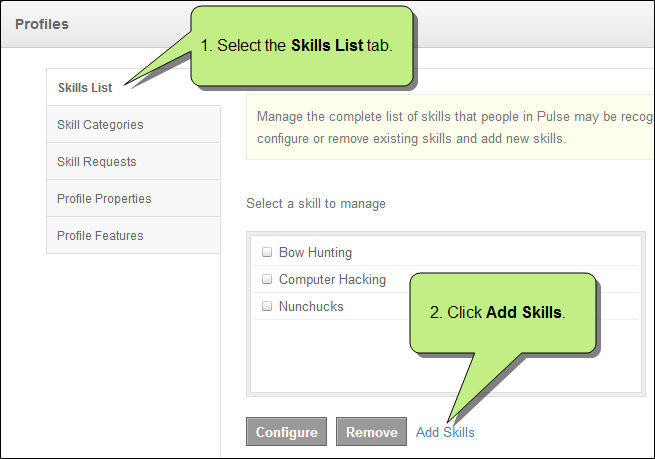 Profiles
1. Select the Skills List tab.
Skills List
Skill Categories
Skill Requests
Profile Properties
Profile Features
Manage the complete list of skills that people in Pulse may be recog
configure or remove existing skills and add new skills.
Select a skill to manage
Bow Hunting
Computer Hacking
Nunchucks
2. Click Add Skills.
Configure Remove Add Skills